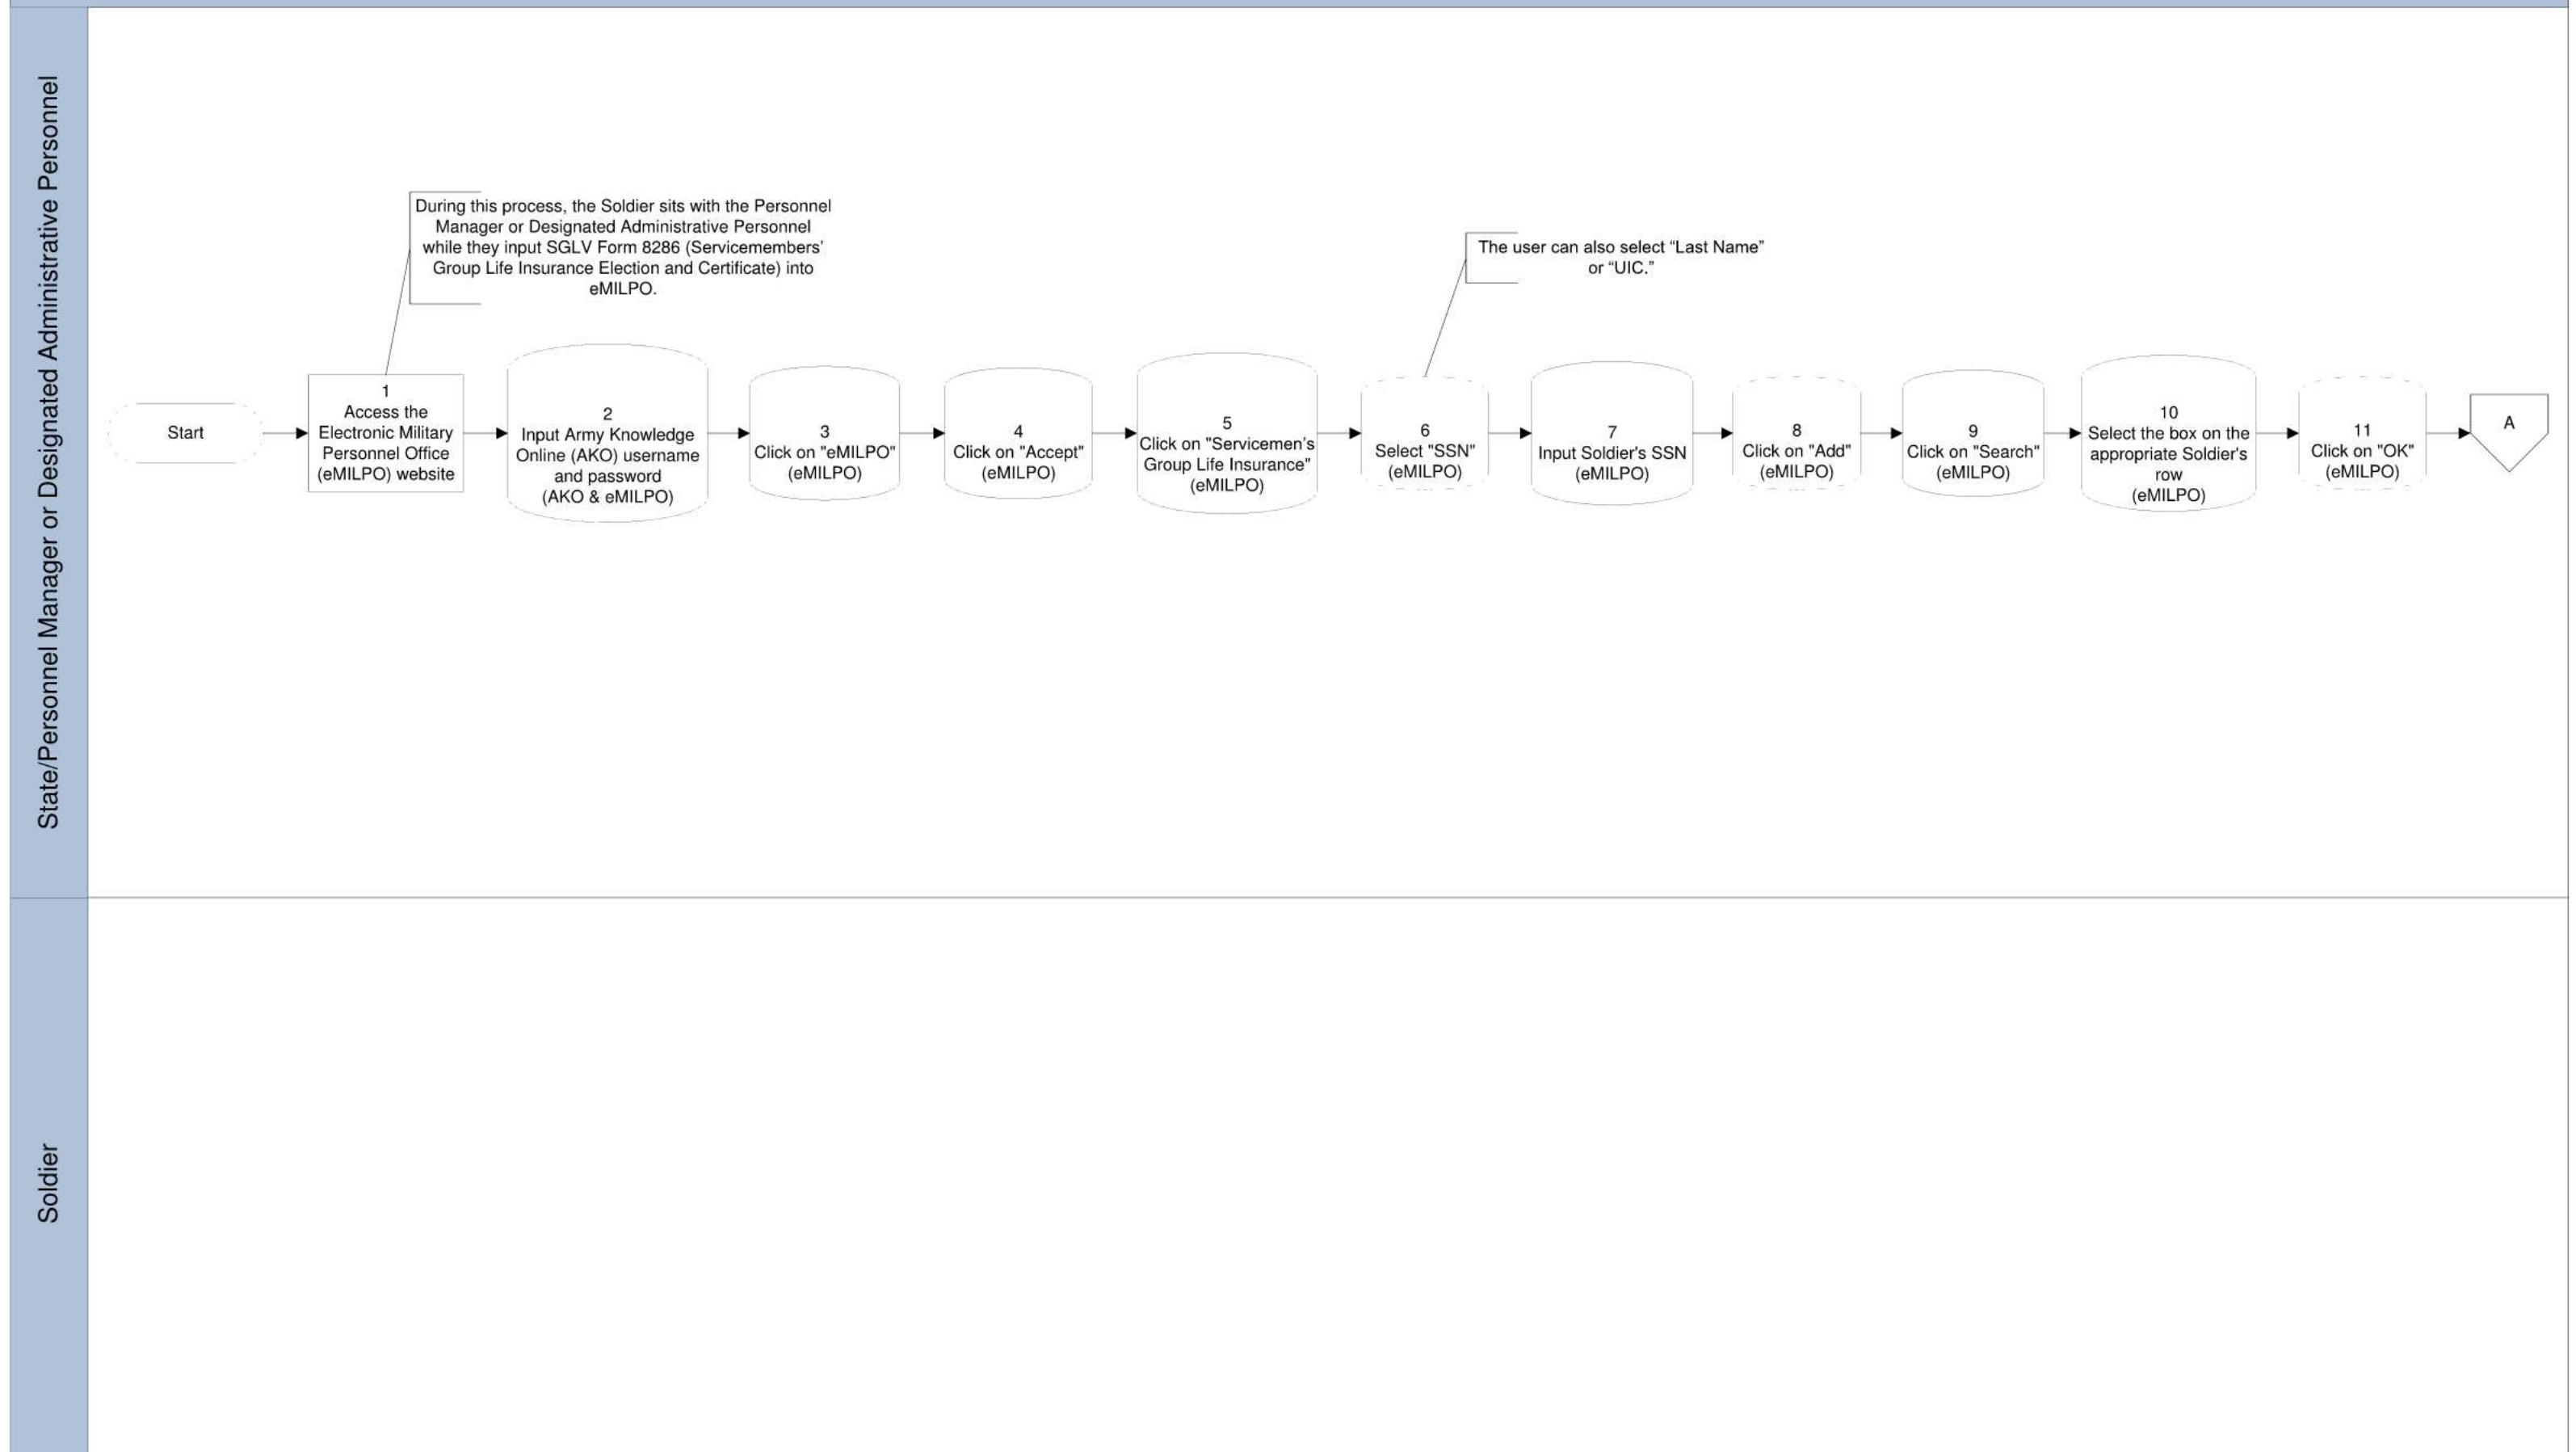 State/Personnel Manager or Designated Administrative Personnel
During this process, the Soldier sits with the Personnel
Manager or Designated Administrative Personnel
while they input SGLV Form 8286 (Servicemembers’
Group Life Insurance Election and Certificate) into
eMILPO.
The user can also select “Last Name”
or “UIC.”
Start
1
Access the
Electronic Military
Personnel Office
(eMILPO) website
2
Input Army Knowledge
Online (AKO) username
and password
(AKO & eMILPO)
3
Click on "eMILPO"
(eMILPO)
4
Click on "Accept"
(eMILPO)
5
Click on "Servicemen’s
Group Life Insurance"
(eMILPO)
6
Select "SSN"
(eMILPO)
7
Input Soldier's SSN
(eMILPO)
8
Click on "Add"
(eMILPO)
9
Click on "Search"
(eMILPO)
10
Select the box on the
appropriate Soldier's
row
(eMILPO)
11
Click on "OK"
(eMILPO)
A
Soldier